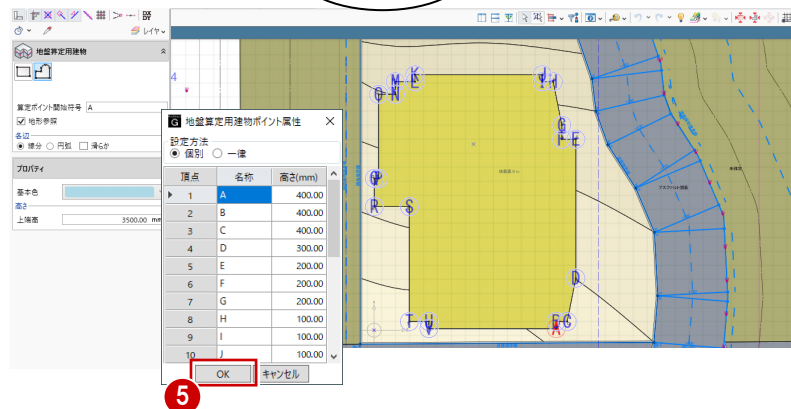 レイヤ
地盤算定用建物
算定ポイント開始符号 A
地形参照
各辺
線分 円弧 滑らか
プロパティ
基本色
高さ
上端高 3500.00 mm
4
G 地盤算定用建物ポイント属性 ×
設定方法
個別 一律
頂点 名称 高さ(mm)
1 A 400.00
2 B 400.00
3 C 400.00
4 D 300.00
5 E 200.00
6 F 200.00
7 G 200.00
8 H 100.00
9 I 100.00
10 J 100.00
OK キャンセル
5
K
M L
N
J I
H
G
F E
R S
D
T U
C
A